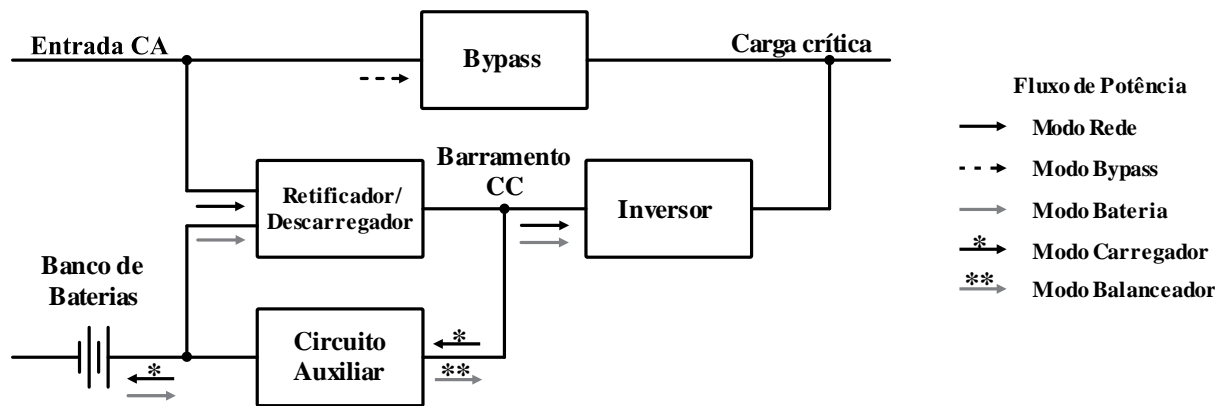 Entrada CA
Bypass
Carga crítica
Fluxo de Potência
Modo Rede
Modo Bypass
Modo Bateria
*
Modo Carregador
**
Modo Balanceador
Retificador/
Descarregador
Barramento
CC
Inversor
Banco de
Baterias
Circuito
Auxiliar
*
*
**